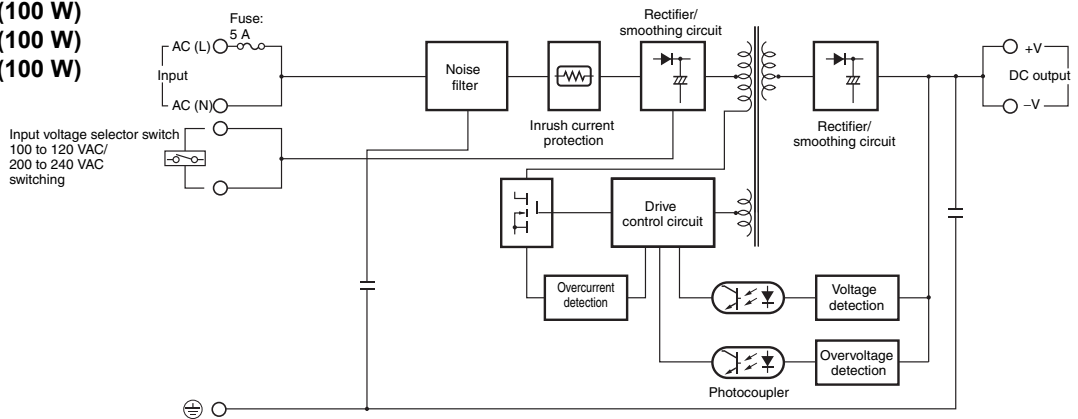 (100 W)
(100 W)
(100 W)
Fuse:
5 A
AC (L)
Input
AC (N)
Input voltage selector switch
100 to 120 VAC/
200 to 240 VAC
switching
Noise
filter
Inrush current
protection
Rectifier/
smoothing circuit
Rectifier/
smoothing circuit
+V
DC output
–V
Drive
control circuit
Overcurrent
detection
Voltage
detection
Overvoltage
detection
Photocoupler